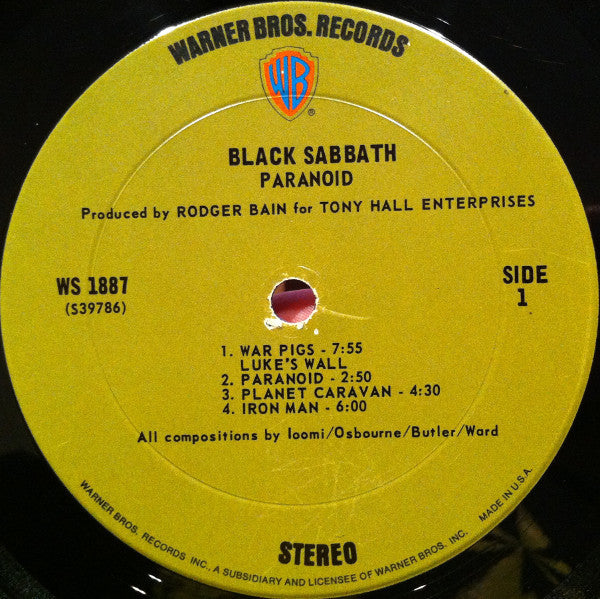 WARNER BROS. RECORDS
WB
®
BLACK SABBATH
PARANOID
Produced by RODGER BAIN for TONY HALL ENTERPRISES
WS 1887
(S39786)
SIDE
1
1. WAR PIGS - 7:55
LUKE'S WALL
2. PARANOID - 2:50
3. PLANET CARAVAN - 4:30
4. IRON MAN - 6:00
All compositions by Ioomi/Osbourne/Butler/Ward
STEREO
WARNER BROS. RECORDS INC., A SUBSIDIARY AND LICENSEE OF WARNER BROS. INC. MADE IN U.S.A.